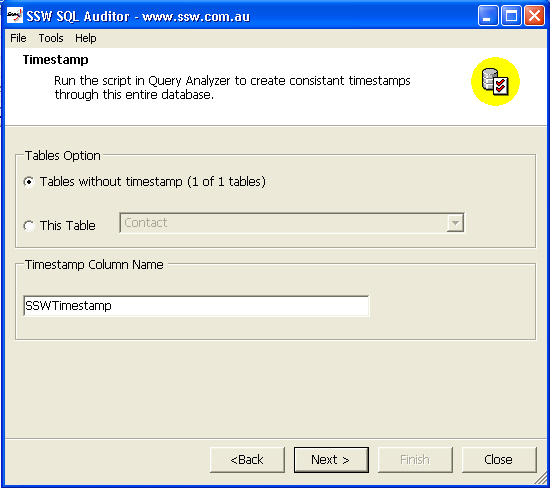 SSW SQL Auditor - www.ssw.com.au
File Tools Help
Timestamp
Run the script in Query Analyzer to create consistant timestamps
through this entire database.
Tables Option
Tables without timestamp (1 of 1 tables)
This Table Contact
Timestamp Column Name
SSWTimestamp
<Back Next > Finish Close